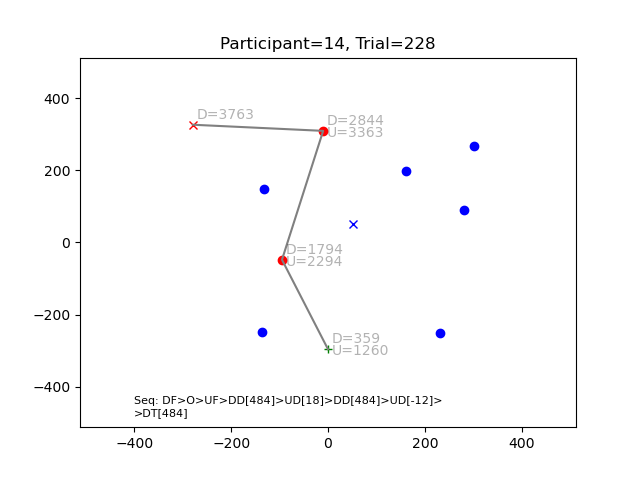 Participant=14, Trial=228
D=3763
D=2844
U=3363
D=1794
U=2294
D=359
U=1260
Seq: DF>O>UF>DD[484]>UD[18]>DD[484]>UD[-12]>
>DT[484]
400
200
0
−200
−400
−400
−200
0
200
400